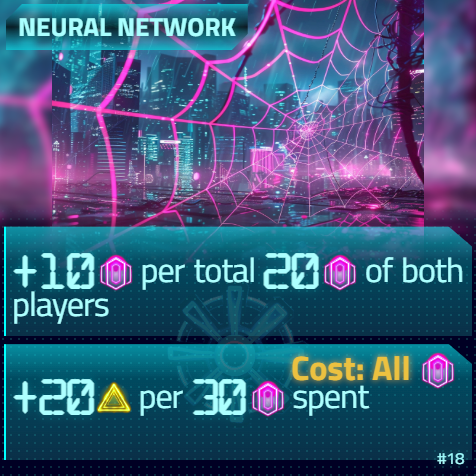 NEURAL NETWORK
+10 per total 20 of both
players
Cost: All
+20 per 30 spent
#18